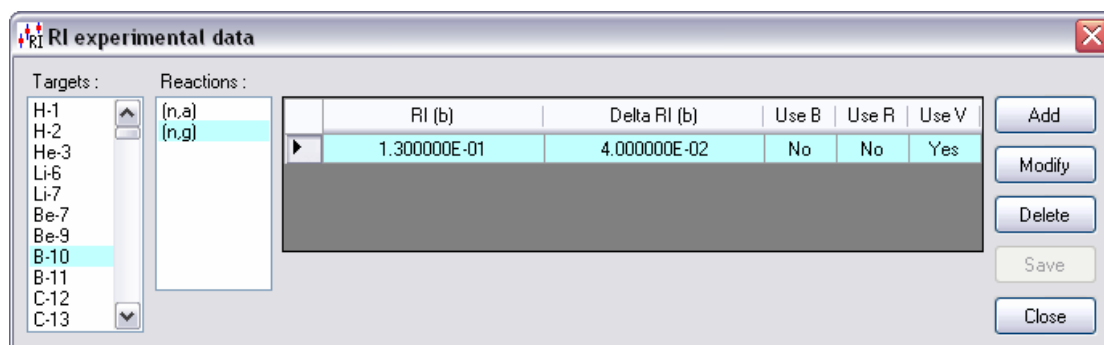 RI RI experimental data
Targets :
H-1
H-2
He-3
Li-6
Li-7
Be-7
Be-9
B-10
B-11
C-12
C-13
Reactions :
(n,a)
(n,g)
RI (b) Delta RI (b) Use B Use R Use V
1.300000E-01 4.000000E-02 No No Yes
Add
Modify
Delete
Save
Close